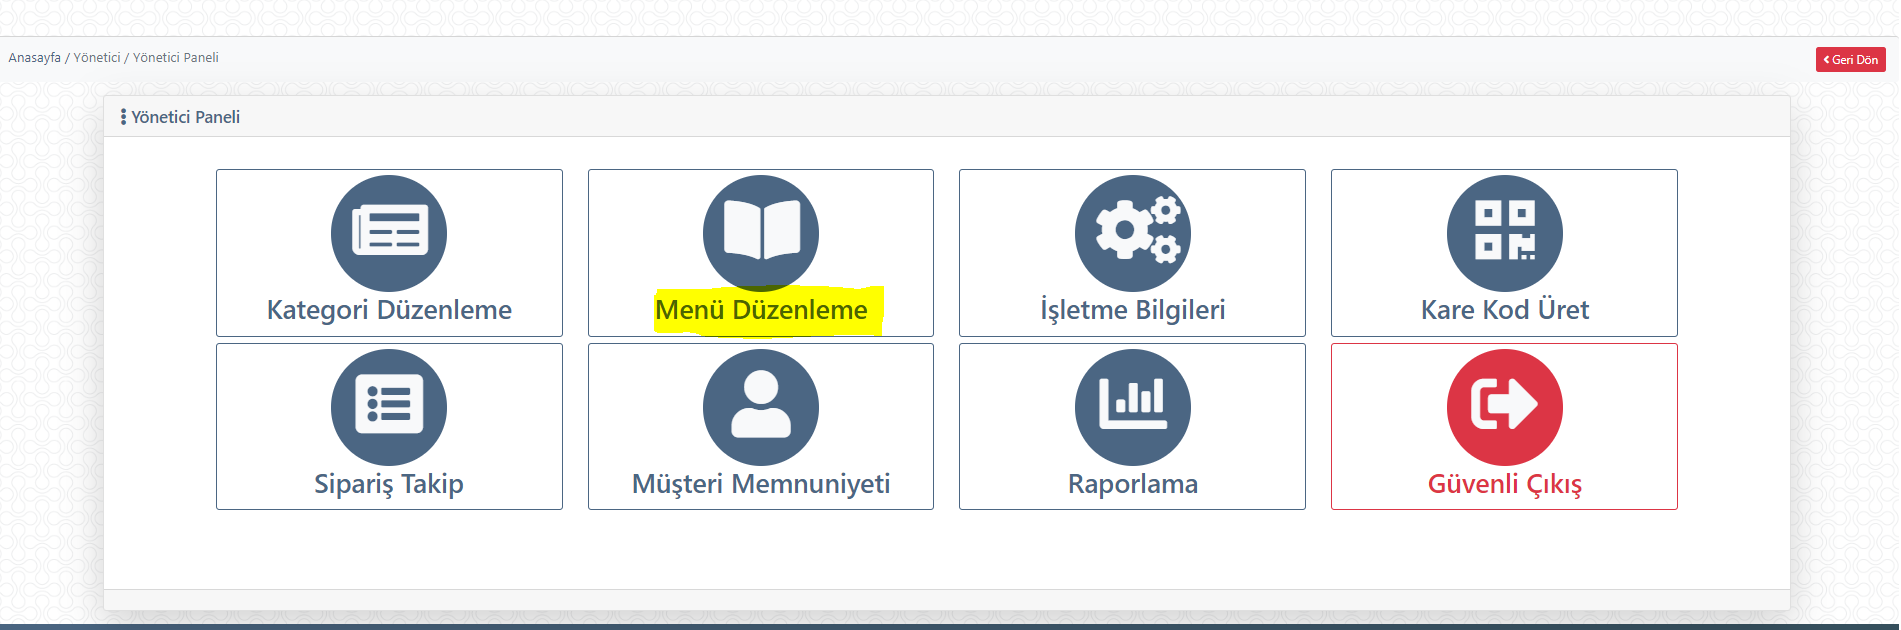 Anasayfa / Yönetici / Yönetici Paneli
Geri Dön
Yönetici Paneli
Kategori Düzenleme
Menü Düzenleme
İşletme Bilgileri
Kare Kod Üret
Sipariş Takip
Müşteri Memnuniyeti
Raporlama
Güvenli Çıkış